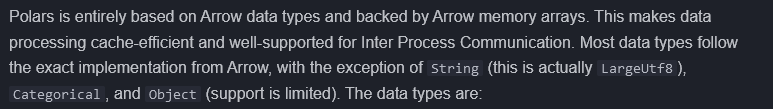 Polars is entirely based on Arrow data types and backed by Arrow memory arrays. This makes data
processing cache-efficient and well-supported for Inter Process Communication. Most data types follow
the exact implementation from Arrow, with the exception of String (this is actually LargeUtf8),
Categorical, and Object (support is limited). The data types are: